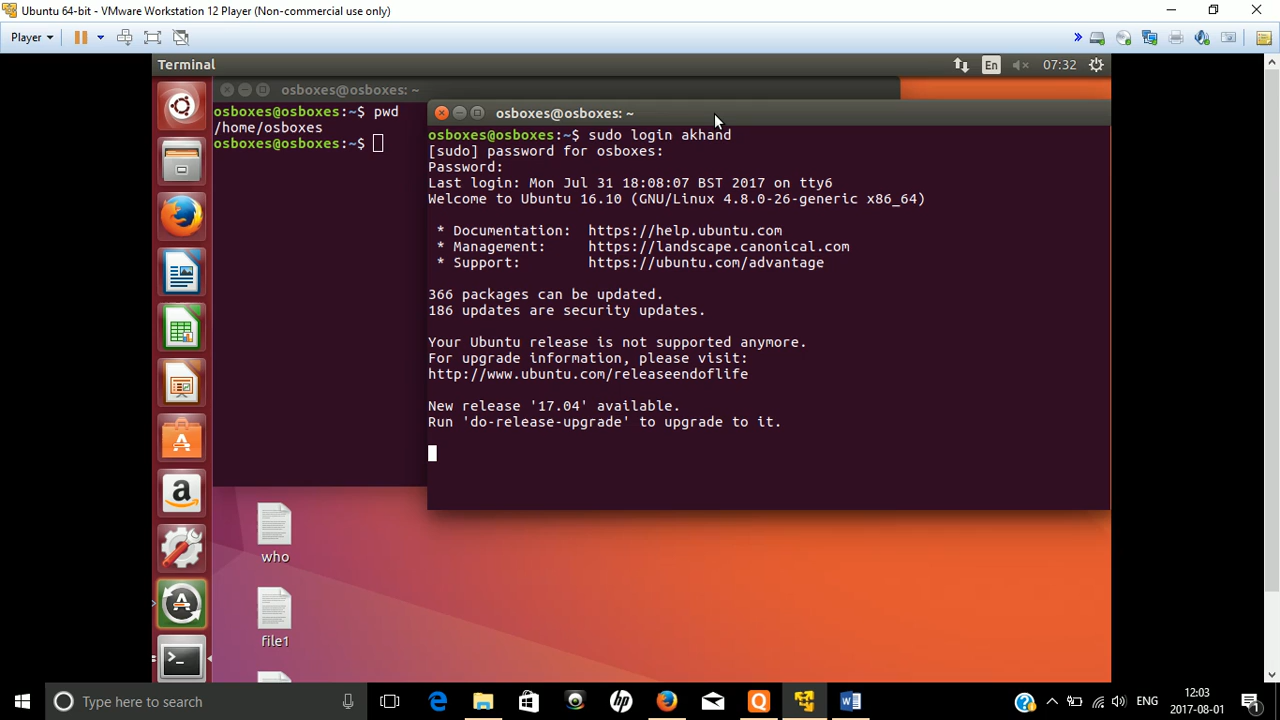 Ubuntu 64-bit - VMware Workstation 12 Player (Non-commercial use only)
Player
Terminal
En
07:32
osboxes@osboxes: ~
osboxes@osboxes:~$ pwd
/home/osboxes
osboxes@osboxes:~$
osboxes@osboxes: ~
osboxes@osboxes:~$ sudo login akhand
[sudo] password for osboxes:
Password:
Last login: Mon Jul 31 18:08:07 BST 2017 on tty6
Welcome to Ubuntu 16.10 (GNU/Linux 4.8.0-26-generic x86_64)
* Documentation: https://help.ubuntu.com
* Management: https://landscape.canonical.com
* Support: https://ubuntu.com/advantage
366 packages can be updated.
186 updates are security updates.
Your Ubuntu release is not supported anymore.
For upgrade information, please visit:
http://www.ubuntu.com/releaseendoflife
New release '17.04' available.
Run 'do-release-upgrade' to upgrade to it.
who
file1
Type here to search
ENG
12:03
2017-08-01
1